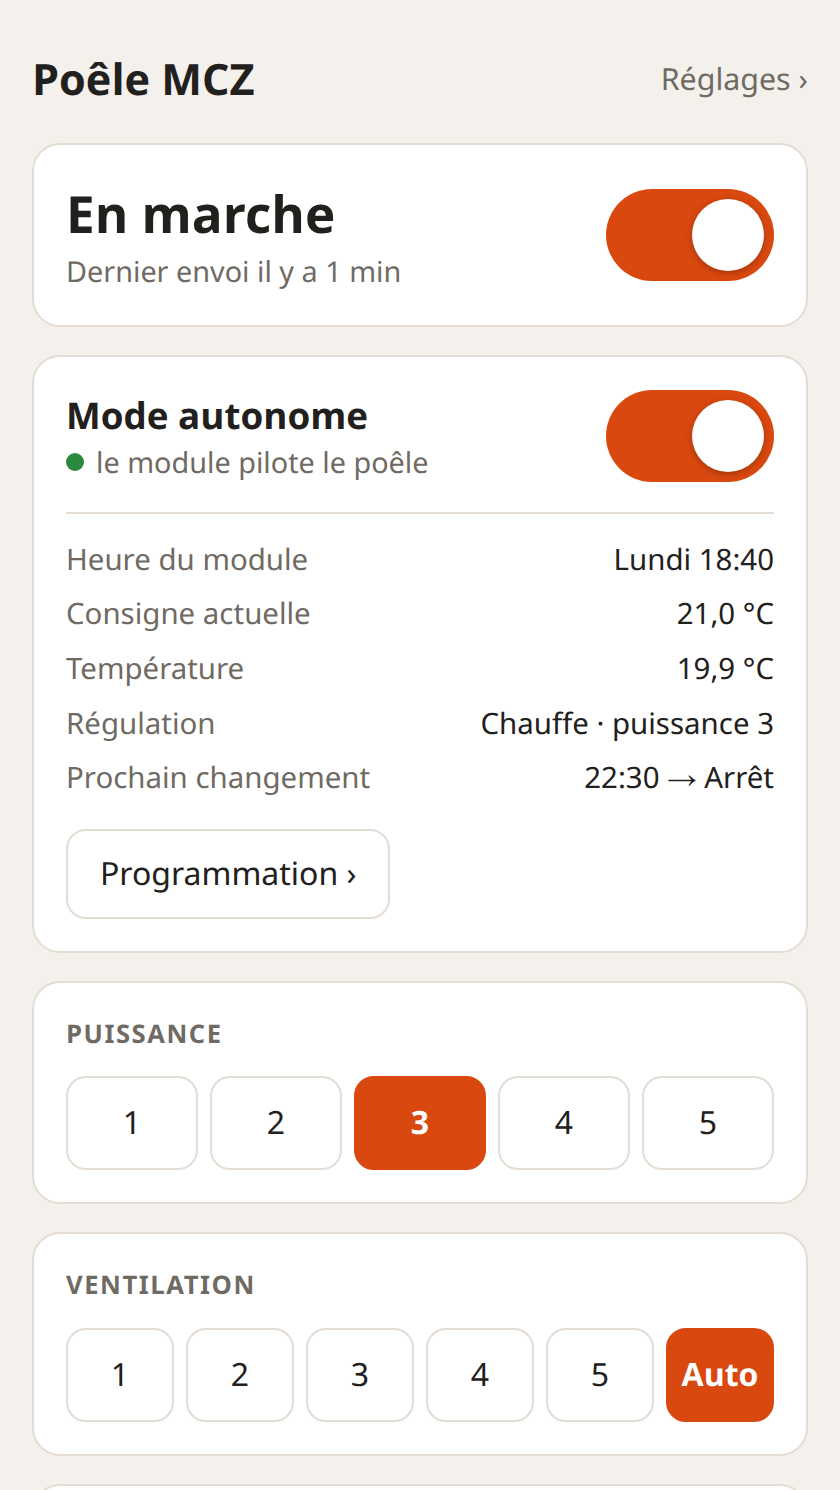 Poêle MCZ
Réglages ›
En marche
Dernier envoi il y a 1 min
Mode autonome
le module pilote le poêle
Heure du module Lundi 18:40
Consigne actuelle 21,0 °C
Température 19,9 °C
Régulation Chauffe · puissance 3
Prochain changement 22:30 → Arrêt
Programmation ›
PUISSANCE
1 2 3 4 5
VENTILATION
1 2 3 4 5 Auto